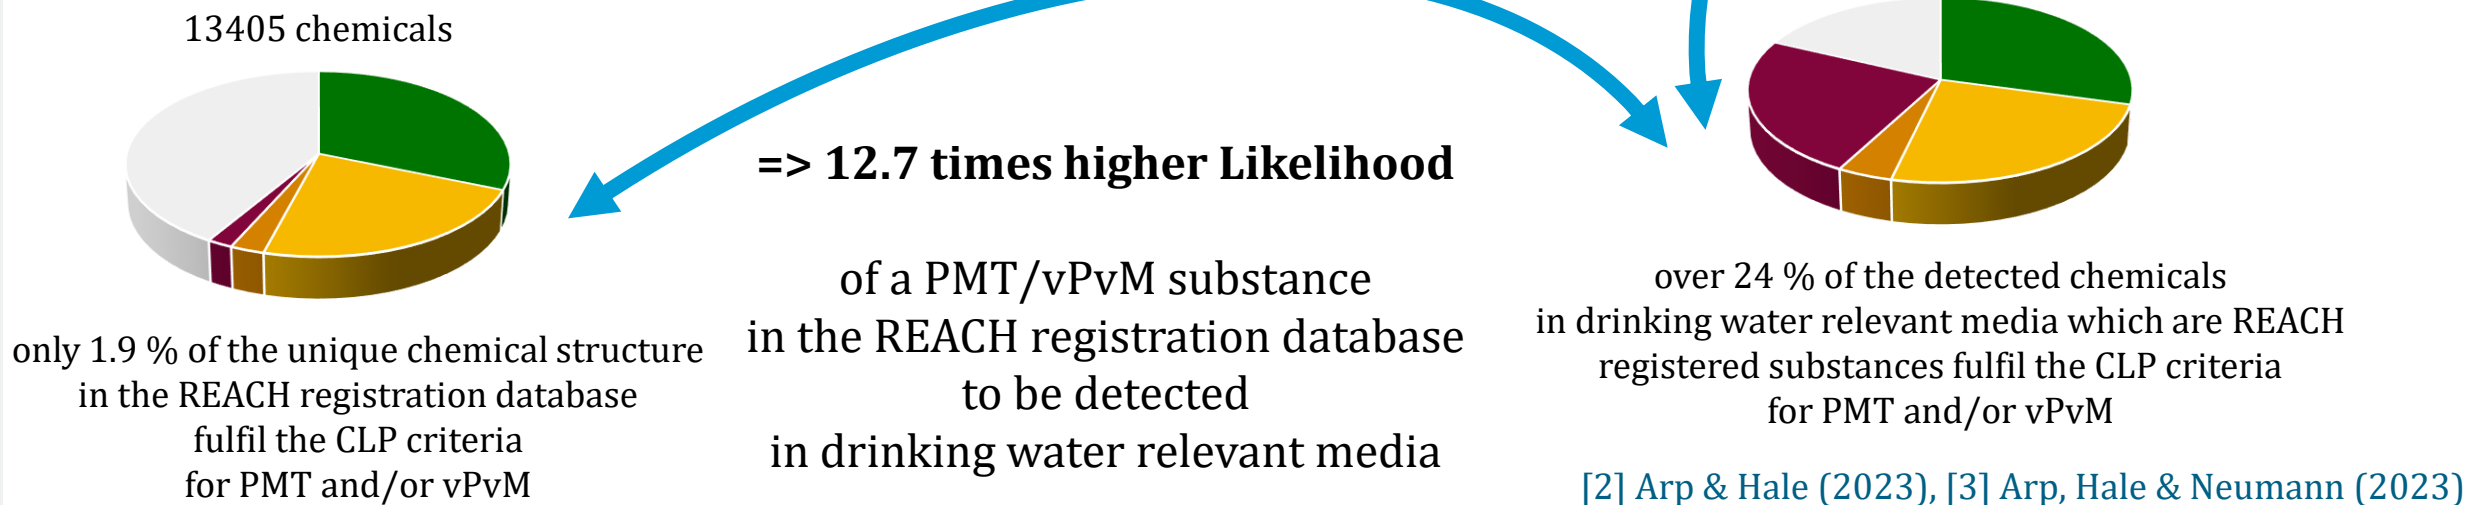 13405 chemicals
only 1.9 % of the unique chemical structure
in the REACH registration database
fulfil the CLP criteria
for PMT and/or vPvM
=> 12.7 times higher Likelihood
of a PMT/vPvM substance
in the REACH registration database
to be detected
in drinking water relevant media
over 24 % of the detected chemicals
in drinking water relevant media which are REACH
registered substances fulfil the CLP criteria
for PMT and/or vPvM
[2] Arp & Hale (2023), [3] Arp, Hale & Neumann (2023)